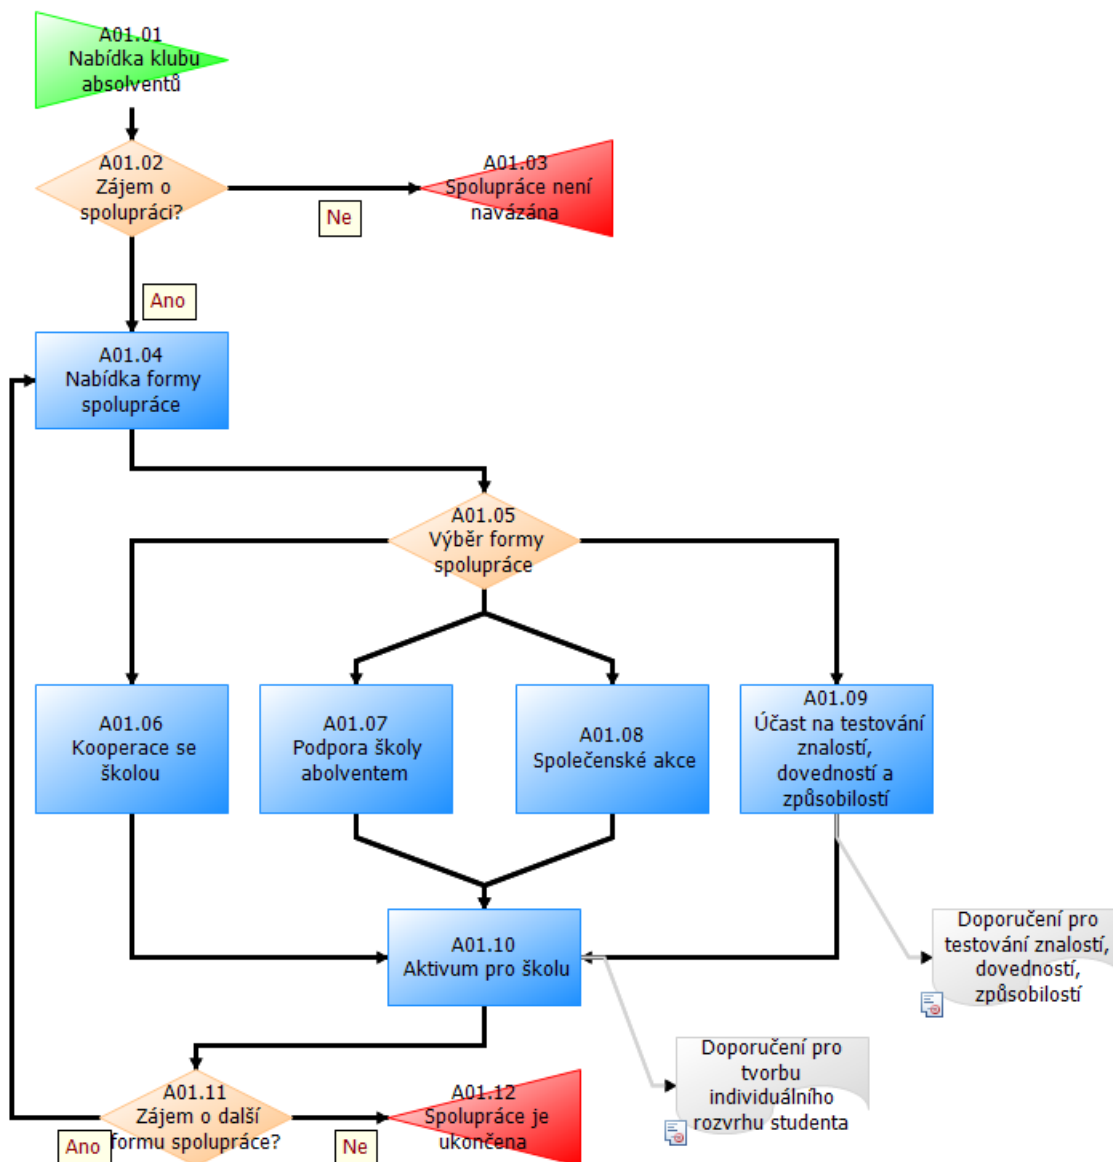 A01.01
Nabídka klubu
absolventů
A01.02
Zájem o
spolupráci?
A01.03
Spolupráce není
navázána
Ne
Ano
A01.04
Nabídka formy
spolupráce
A01.05
Výběr formy
spolupráce
A01.06
Kooperace se
školou
A01.07
Podpora školy
abolventem
A01.08
Společenské akce
A01.09
Účast na testování
znalostí,
dovedností a
způsobilostí
A01.10
Aktivum pro školu
Doporučení pro
testování znalostí,
dovedností,
způsobilostí
Doporučení pro
tvorbu
individuálního
rozvrhu studenta
A01.11
Zájem o další
formu spolupráce?
A01.12
Spolupráce je
ukončena
Ano
Ne